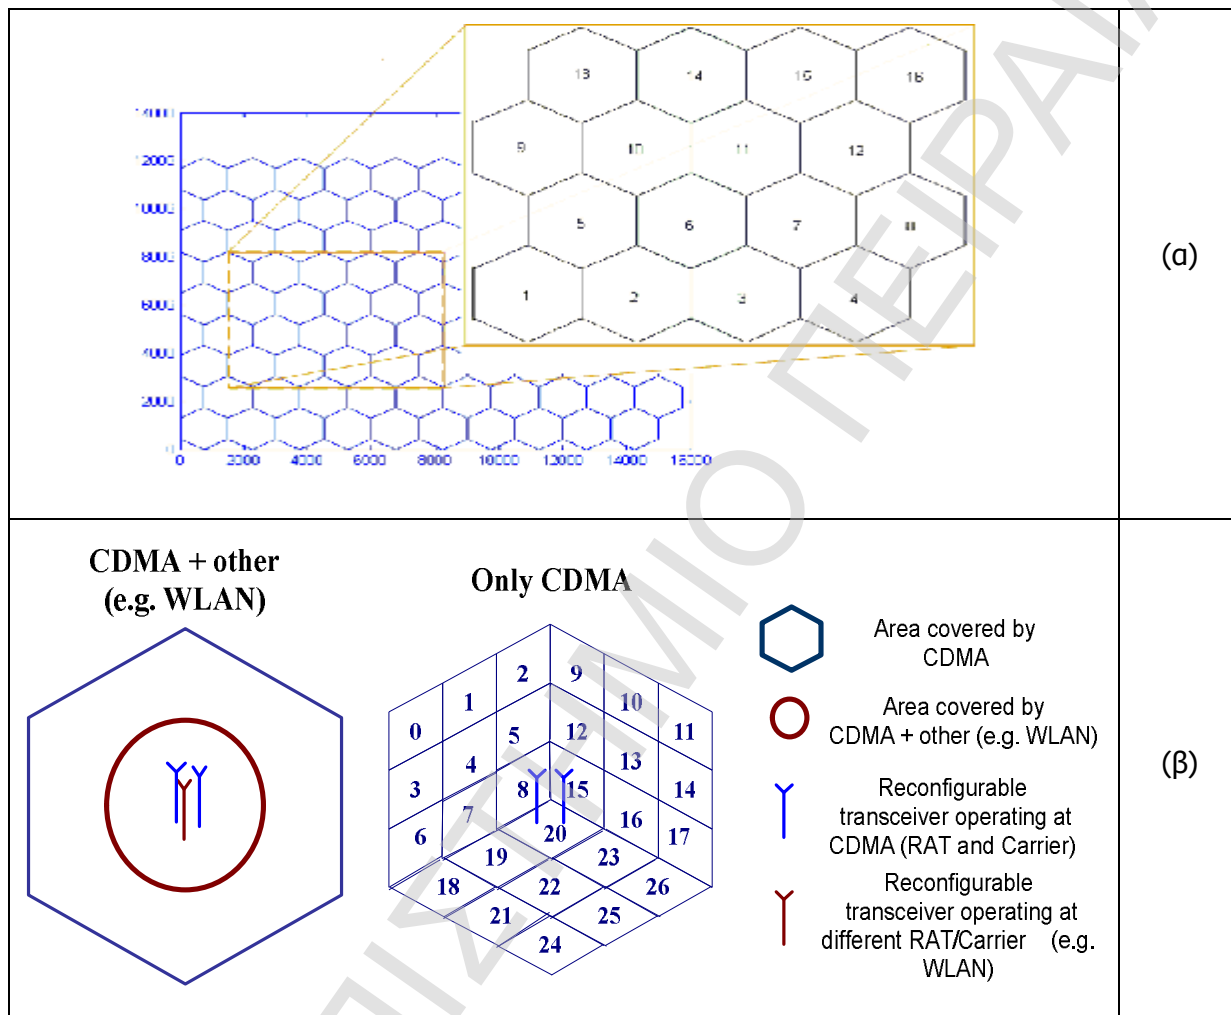 13 14 15 16
9 10 11 12
5 6 7 8
1 2 3 4
14000
12000
10000
8000
6000
4000
2000
0
0 2000 4000 6000 8000 10000 12000 14000 16000
(α)
CDMA + other
(e.g. WLAN)
Only CDMA
0 1 2 9 10 11
3 4 5 12 13 14
6 7 8 15 16 17
18 19 20 23 26
21 22 25
24
Area covered by
CDMA
Area covered by
CDMA + other (e.g. WLAN)
Reconfigurable
transceiver operating at
CDMA (RAT and Carrier)
Reconfigurable
transceiver operating at
different RAT/Carrier (e.g.
WLAN)
(β)
ΠΙΣΤΗΜΙΟ ΠΕΙΡΑΙ